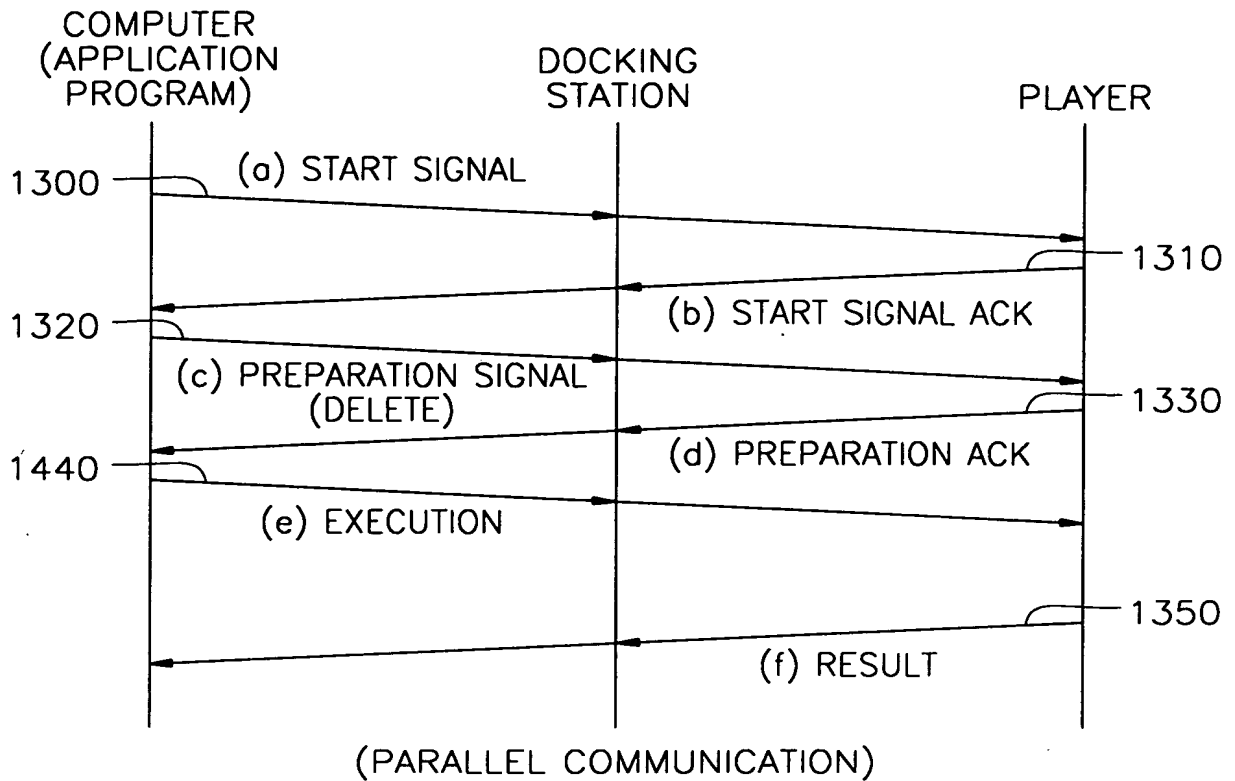 COMPUTER
(APPLICATION
PROGRAM)
DOCKING
STATION
PLAYER
1300
(a) START SIGNAL
1310
(b) START SIGNAL ACK
1320
(c) PREPARATION SIGNAL
(DELETE)
1330
(d) PREPARATION ACK
1440
(e) EXECUTION
1350
(f) RESULT
(PARALLEL COMMUNICATION)